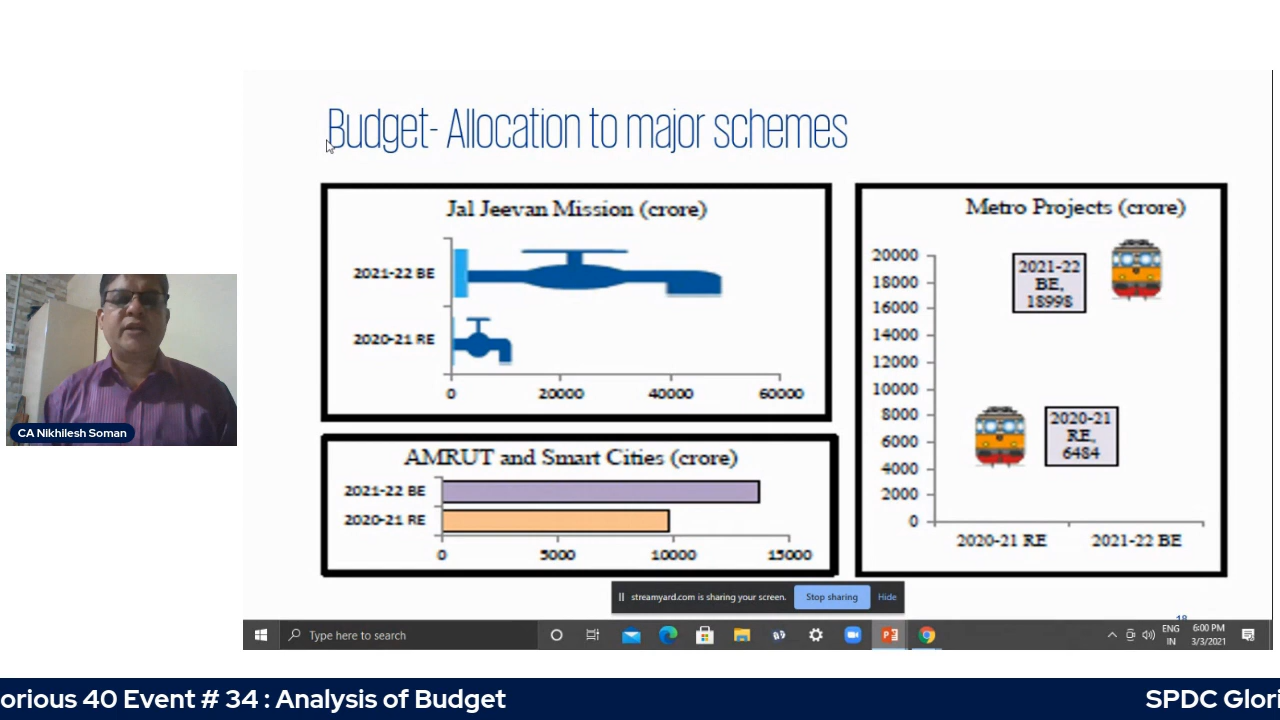 Budget- Allocation to major schemes
Jal Jeevan Mission (crore)
2021-22 BE
2020-21 RE
0 20000 40000 60000
AMRUT and Smart Cities (crore)
2021-22 BE
2020-21 RE
0 5000 10000 15000
Metro Projects (crore)
20000
18000
16000
14000
12000
10000
8000
6000
4000
2000
0
2021-22
BE,
18998
2020-21
RE,
6484
2020-21 RE 2021-22 BE
CA Nikhilesh Soman
streamyard.com is sharing your screen. Stop sharing Hide
18
Type here to search
ENG
IN
6:00 PM
3/3/2021
orious 40 Event # 34 : Analysis of Budget
SPDC Glori